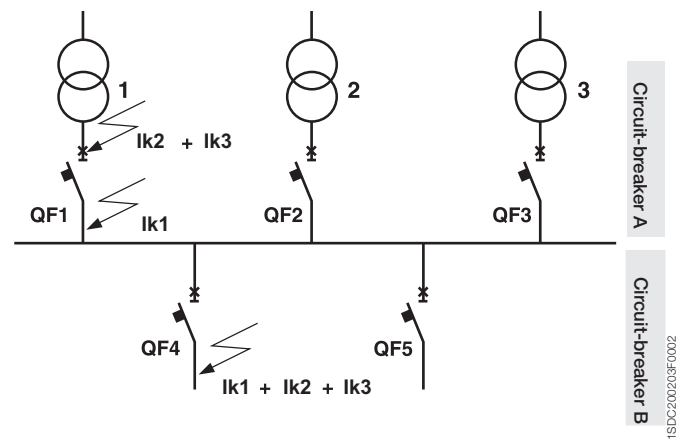 1
2
3
Ik2 + Ik3
QF1
Ik1
QF2
QF3
Circuit-breaker A
QF4
Ik1 + Ik2 + Ik3
QF5
Circuit-breaker B
1SDC200203F0002